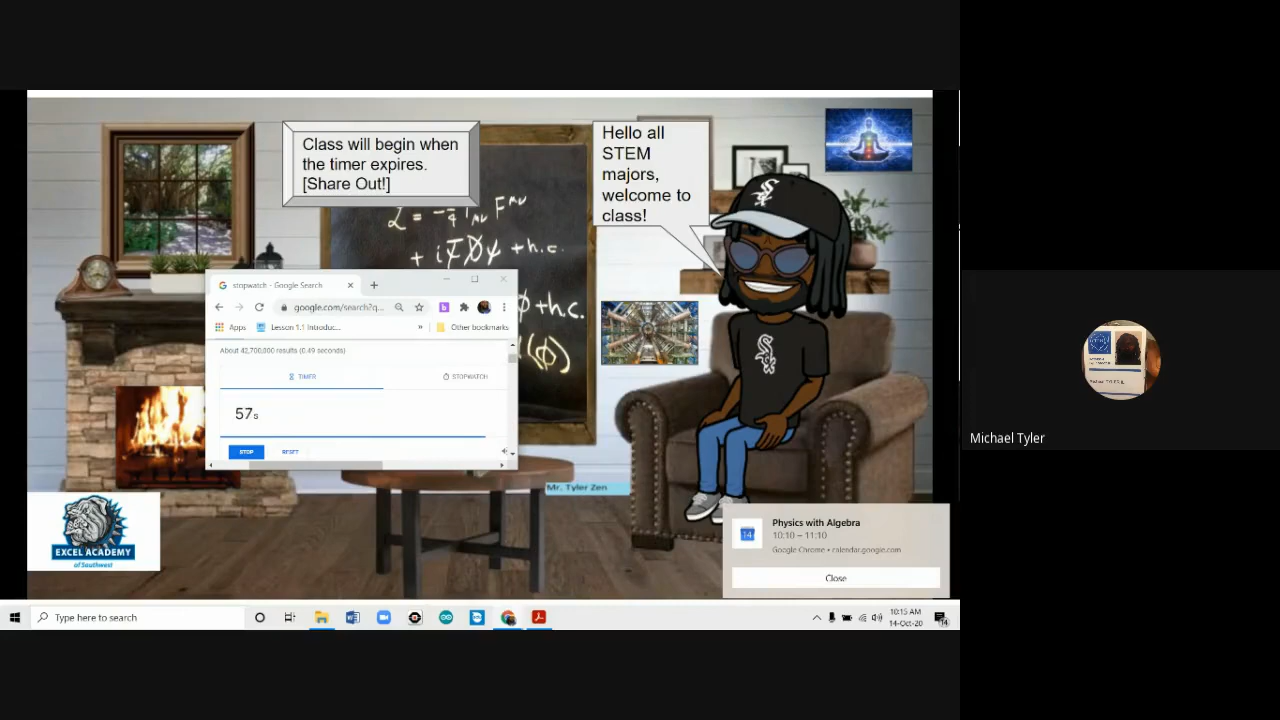 Class will begin when
the timer expires.
[Share Out!]
Hello all
STEM
majors,
welcome to
class!
+ h.c.
+h.c.
stopwatch - Google Search
google.com/search?q...
Apps
Lesson 1.1 Introduc...
»
Other bookmarks
About 42,700,000 results (0.49 seconds)
TIMER
STOPWATCH
57s
STOP
RESET
Mr. Tyler Zen
EXCEL ACADEMY
of Southwest
14
Physics with Algebra
10:10 – 11:10
Google Chrome • calendar.google.com
Close
Type here to search
10:15 AM
14-Oct-20
14
Michael Tyler